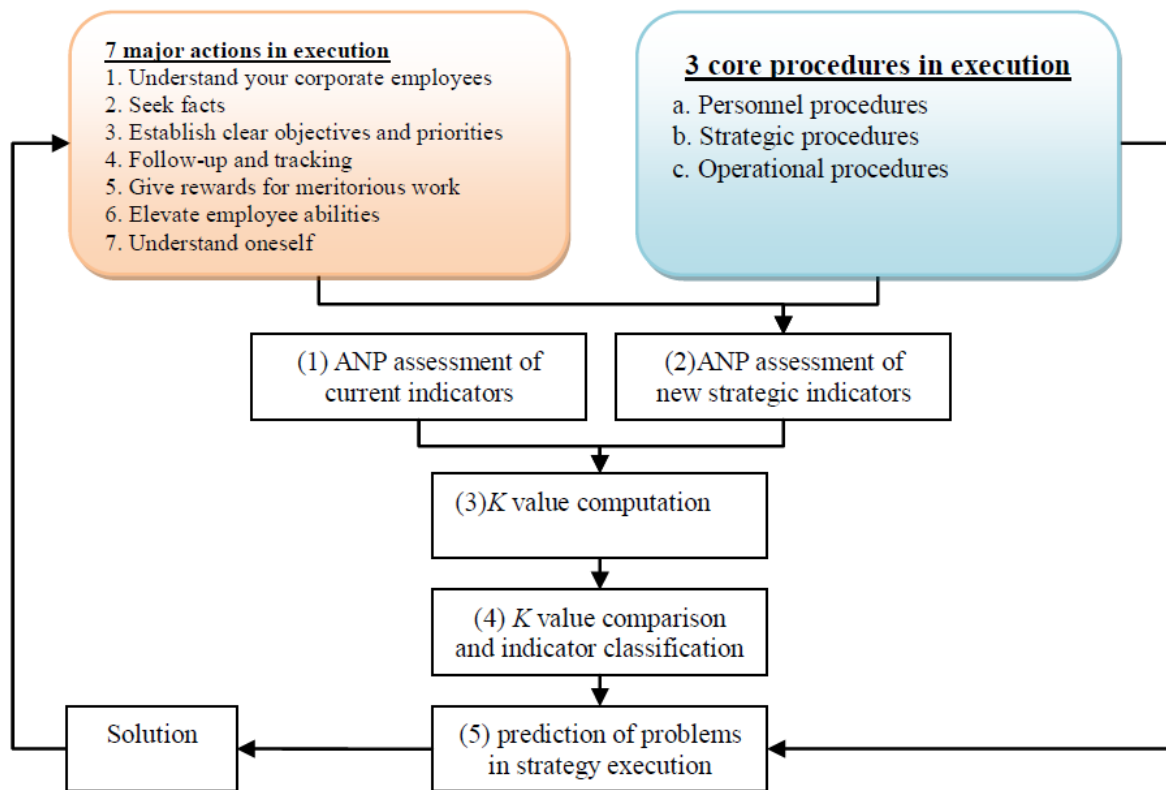 7 major actions in execution
1. Understand your corporate employees
2. Seek facts
3. Establish clear objectives and priorities
4. Follow-up and tracking
5. Give rewards for meritorious work
6. Elevate employee abilities
7. Understand oneself
3 core procedures in execution
a. Personnel procedures
b. Strategic procedures
c. Operational procedures
(1) ANP assessment of
current indicators
(2)ANP assessment of
new strategic indicators
(3)K value computation
(4) K value comparison
and indicator classification
Solution
(5) prediction of problems
in strategy execution